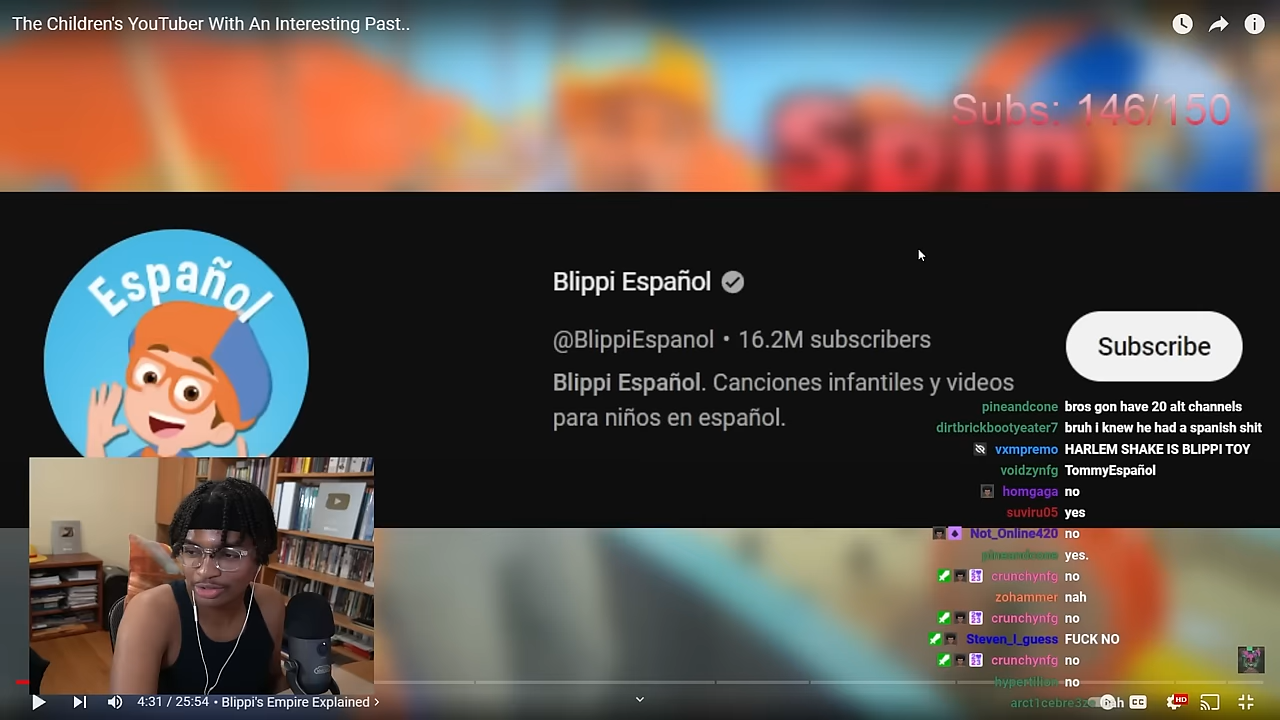 The Children's YouTuber With An Interesting Past..
Subs: 146/150
Spin
Español
Blippi Español
@BlippiEspanol • 16.2M subscribers
Subscribe
Blippi Español. Canciones infantiles y videos
para niños en español.
pineandcone bros gon have 20 alt channels
dirtbrickbootyeater7 bruh i knew he had a spanish shit
vxmpremo HARLEM SHAKE IS BLIPPI TOY
voidzynfg TommyEspañol
homgaga no
suviru05 yes
Not_Online420 no
pineandcone yes.
crunchynfg no
zohammer nah
crunchynfg no
Steven_I_guess FUCK NO
crunchynfg no
hypertilion no
4:31 / 25:54 • Blippi's Empire Explained >
CC
HD